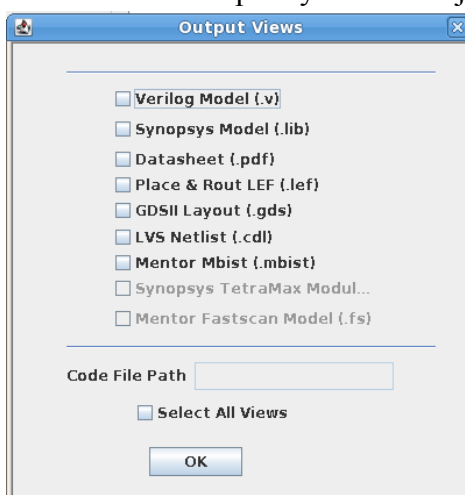 Output Views
Verilog Model (.v)
Synopsys Model (.lib)
Datasheet (.pdf)
Place & Rout LEF (.lef)
GDSII Layout (.gds)
LVS Netlist (.cdl)
Mentor Mbist (.mbist)
Synopsys TetraMax Modul...
Mentor Fastscan Model (.fs)
Code File Path
Select All Views
OK